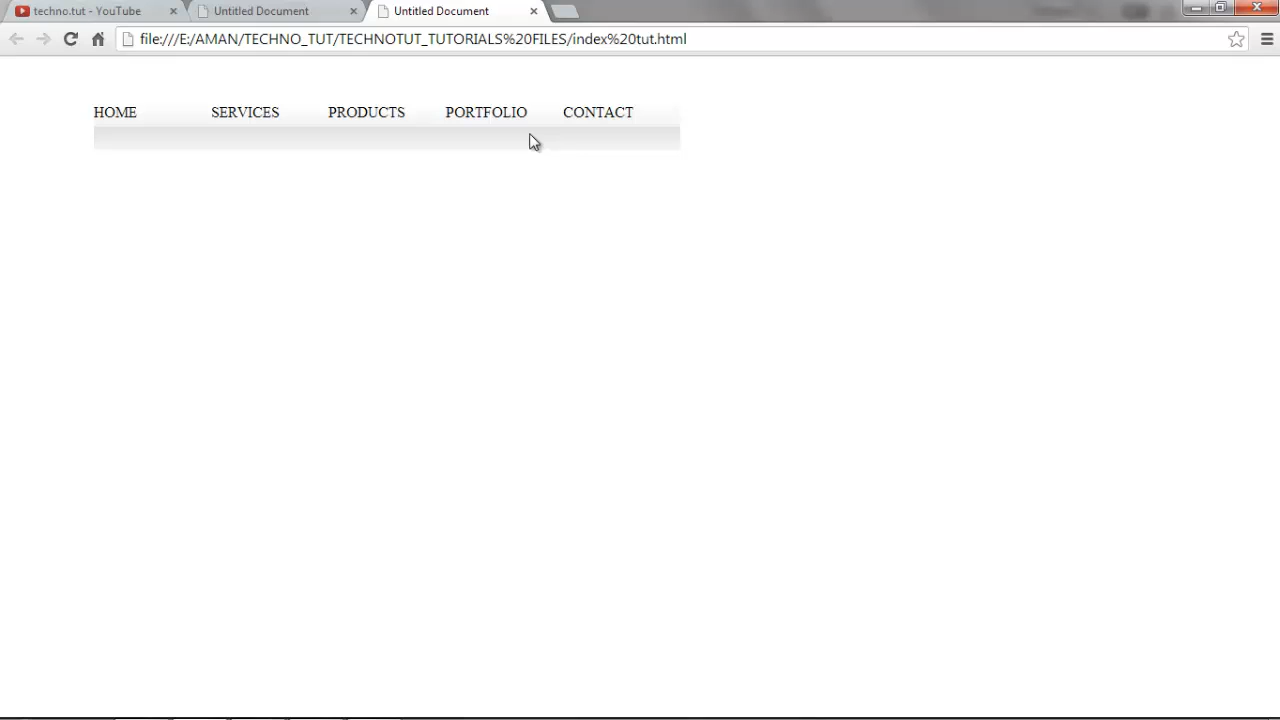 techno.tut - YouTube
Untitled Document
Untitled Document
file:///E:/AMAN/TECHNO_TUT/TECHNOTUT_TUTORIALS%20FILES/index%20tut.html
HOME SERVICES PRODUCTS PORTFOLIO CONTACT